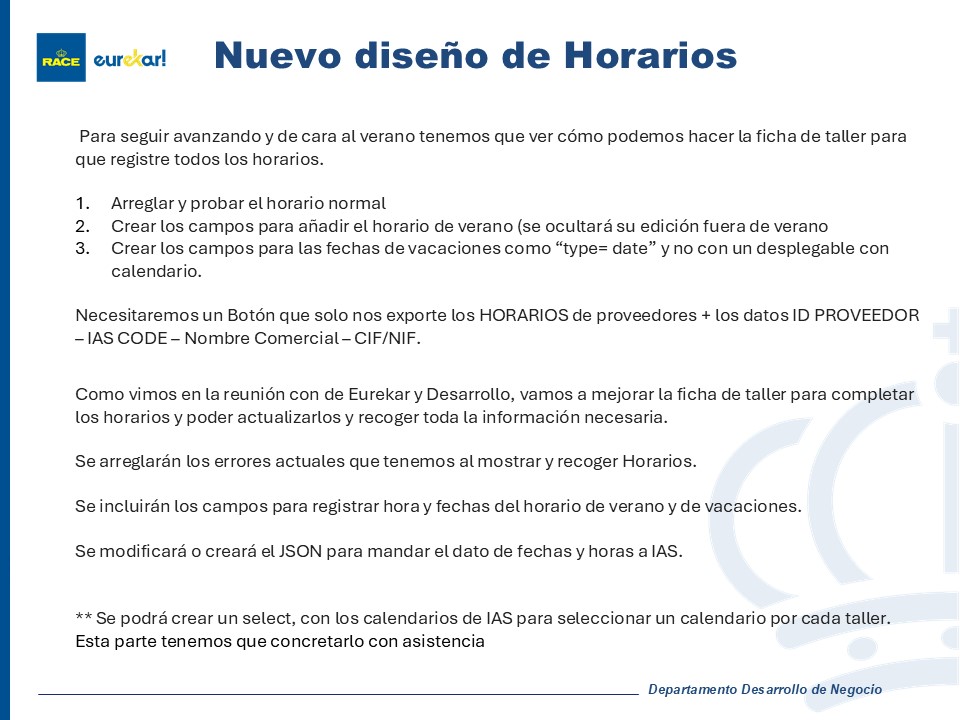 RACE eurekar! Nuevo diseño de Horarios
Para seguir avanzando y de cara al verano tenemos que ver cómo podemos hacer la ficha de taller para
que registre todos los horarios.
1. Arreglar y probar el horario normal
2. Crear los campos para añadir el horario de verano (se ocultará su edición fuera de verano
3. Crear los campos para las fechas de vacaciones como “type= date” y no con un desplegable con
calendario.
Necesitaremos un Botón que solo nos exporte los HORARIOS de proveedores + los datos ID PROVEEDOR
– IAS CODE – Nombre Comercial – CIF/NIF.
Como vimos en la reunión con de Eurekar y Desarrollo, vamos a mejorar la ficha de taller para completar
los horarios y poder actualizarlos y recoger toda la información necesaria.
Se arreglarán los errores actuales que tenemos al mostrar y recoger Horarios.
Se incluirán los campos para registrar hora y fechas del horario de verano y de vacaciones.
Se modificará o creará el JSON para mandar el dato de fechas y horas a IAS.
** Se podrá crear un select, con los calendarios de IAS para seleccionar un calendario por cada taller.
Esta parte tenemos que concretarlo con asistencia
Departamento Desarrollo de Negocio